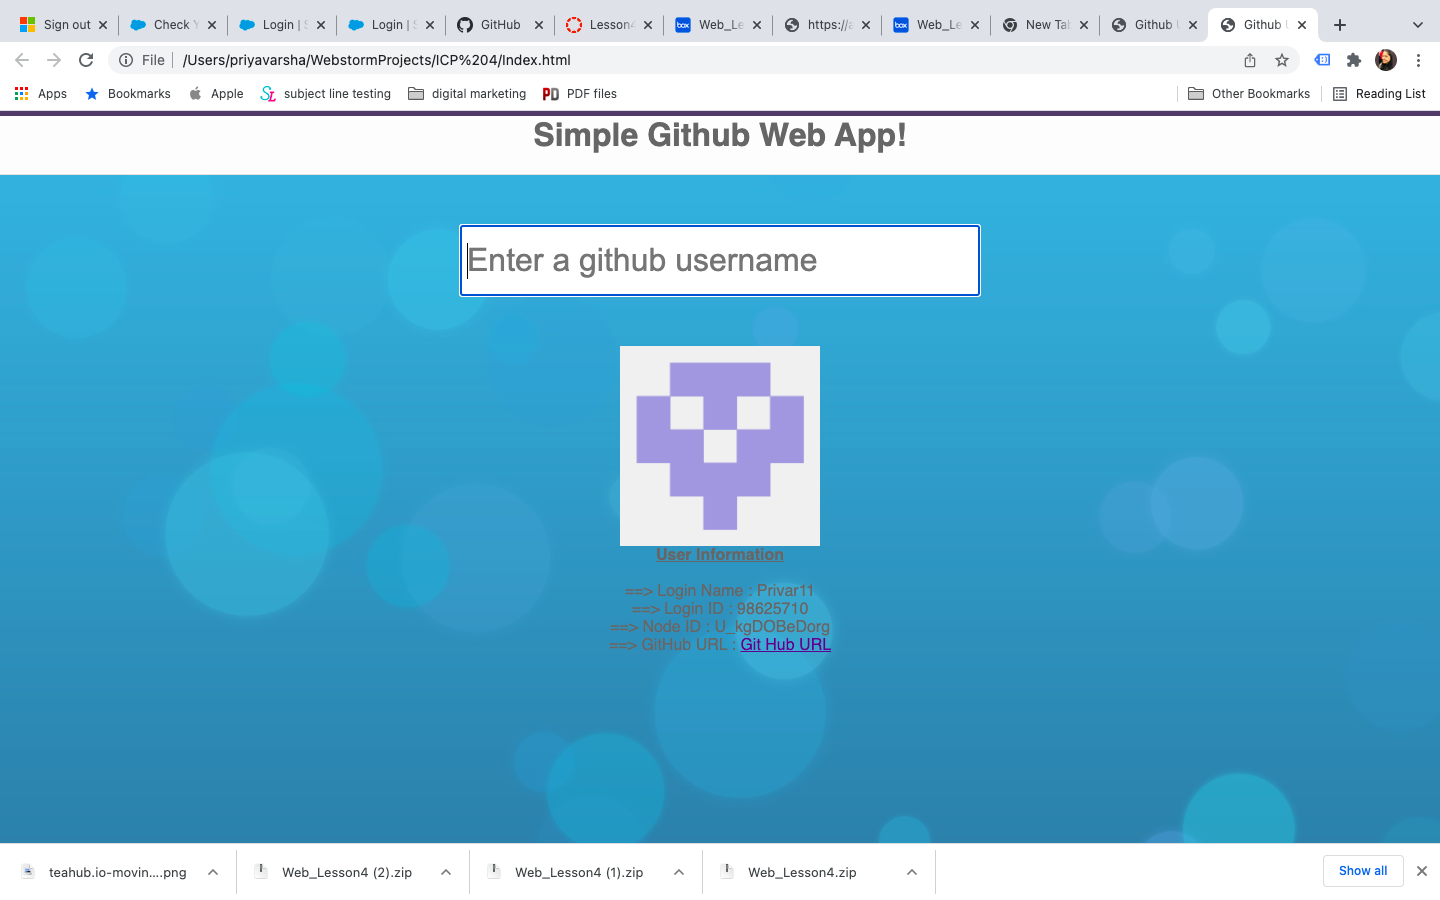 Sign out
Check Y
Login | S
Login | S
GitHub
Lesson4
Web_Le
https://a
Web_Le
New Tab
Github U
Github U
File
/Users/priyavarsha/WebstormProjects/ICP%204/Index.html
Apps
Bookmarks
Apple
subject line testing
digital marketing
PDF files
Other Bookmarks
Reading List
Simple Github Web App!
Enter a github username
User Information
==> Login Name : Privar11
==> Login ID : 98625710
==> Node ID : U_kgDOBeDorg
==> GitHub URL : Git Hub URL
teahub.io-movin....png
Web_Lesson4 (2).zip
Web_Lesson4 (1).zip
Web_Lesson4.zip
Show all